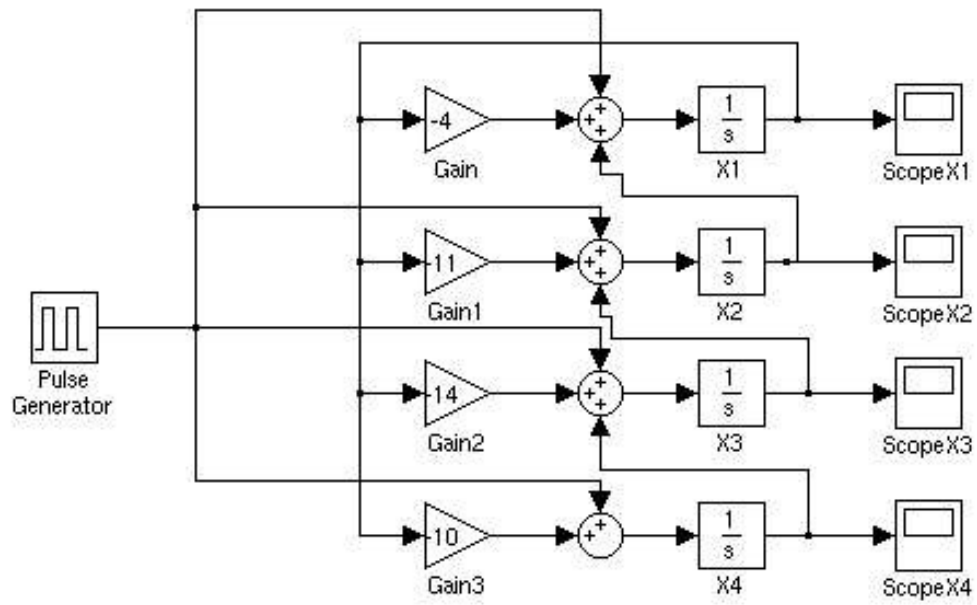 -4
+
+
+
1
s
Gain
X1
ScopeX1
-11
+
+
+
1
s
Gain1
X2
ScopeX2
Pulse
Generator
-14
+
+
+
1
s
Gain2
X3
ScopeX3
-10
+
+
1
s
Gain3
X4
ScopeX4